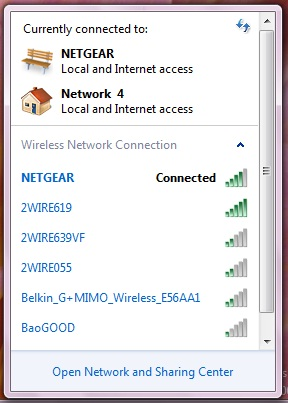 Currently connected to:
NETGEAR
Local and Internet access
Network 4
Local and Internet access
Wireless Network Connection
NETGEAR Connected
2WIRE619
2WIRE639VF
2WIRE055
Belkin_G+MIMO_Wireless_E56AA1
BaoGOOD
Open Network and Sharing Center